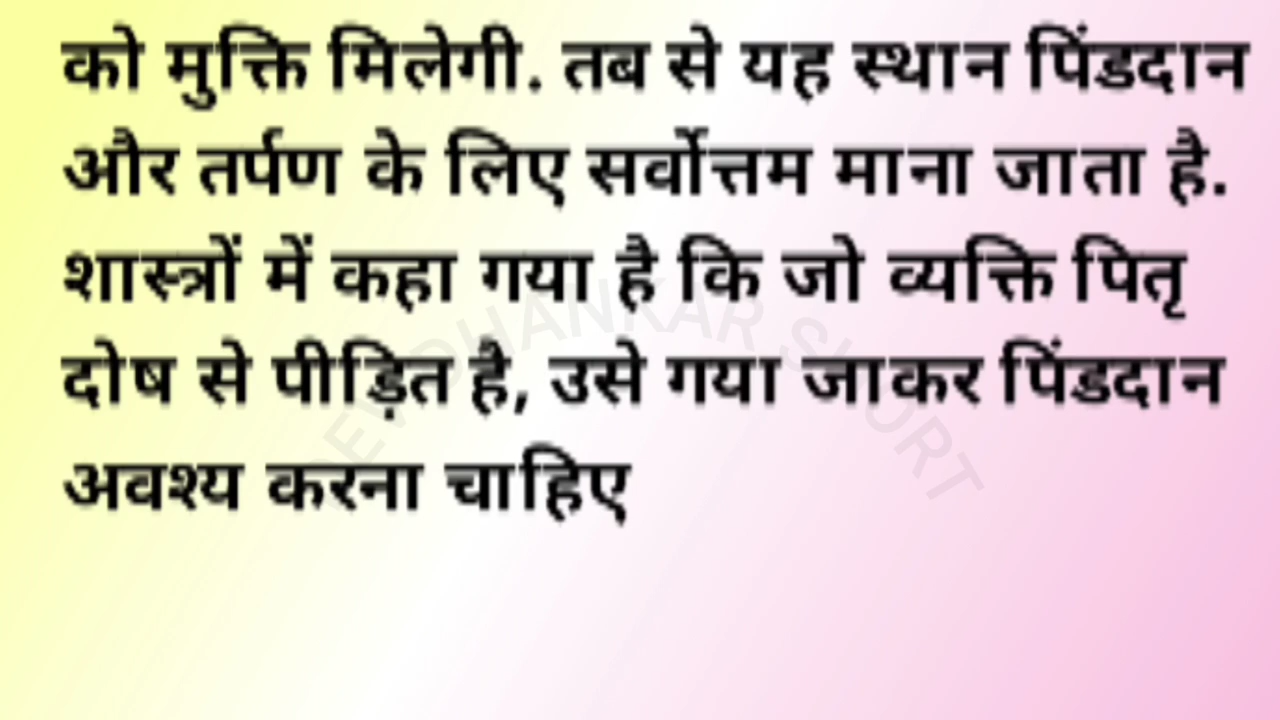 को मुक्ति मिलेगी. तब से यह स्थान पिंडदान
और तर्पण के लिए सर्वोत्तम माना जाता है.
शास्त्रों में कहा गया है कि जो व्यक्ति पितृ
दोष से पीड़ित है, उसे गया जाकर पिंडदान
अवश्य करना चाहिए